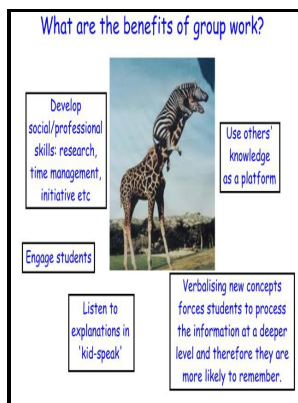 What are the benefits of group work?
Develop
social/professional
skills: research,
time management,
initiative etc
Use others'
knowledge
as a platform
Engage students
Listen to
explanations in
'kid-speak'
Verbalising new concepts
forces students to process
the information at a deeper
level and therefore they are
more likely to remember.